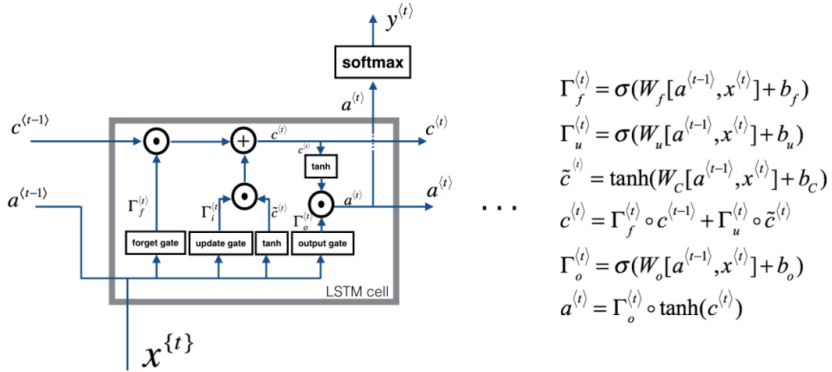 y⟨t⟩
softmax
a⟨t⟩
c⟨t-1⟩
c⟨t⟩
c⟨t⟩
c⟨t⟩
tanh
a⟨t-1⟩
Γf⟨t⟩
Γi⟨t⟩
c̃⟨t⟩
Γo⟨t⟩
a⟨t⟩
a⟨t⟩
forget gate
update gate
tanh
output gate
LSTM cell
x{t}
...
Γf⟨t⟩ = σ(Wf[a⟨t-1⟩, x⟨t⟩] + bf)
Γu⟨t⟩ = σ(Wu[a⟨t-1⟩, x⟨t⟩] + bu)
c̃⟨t⟩ = tanh(WC[a⟨t-1⟩, x⟨t⟩] + bC)
c⟨t⟩ = Γf⟨t⟩ ∘ c⟨t-1⟩ + Γu⟨t⟩ ∘ c̃⟨t⟩
Γo⟨t⟩ = σ(Wo[a⟨t-1⟩, x⟨t⟩] + bo)
a⟨t⟩ = Γo⟨t⟩ ∘ tanh(c⟨t⟩)